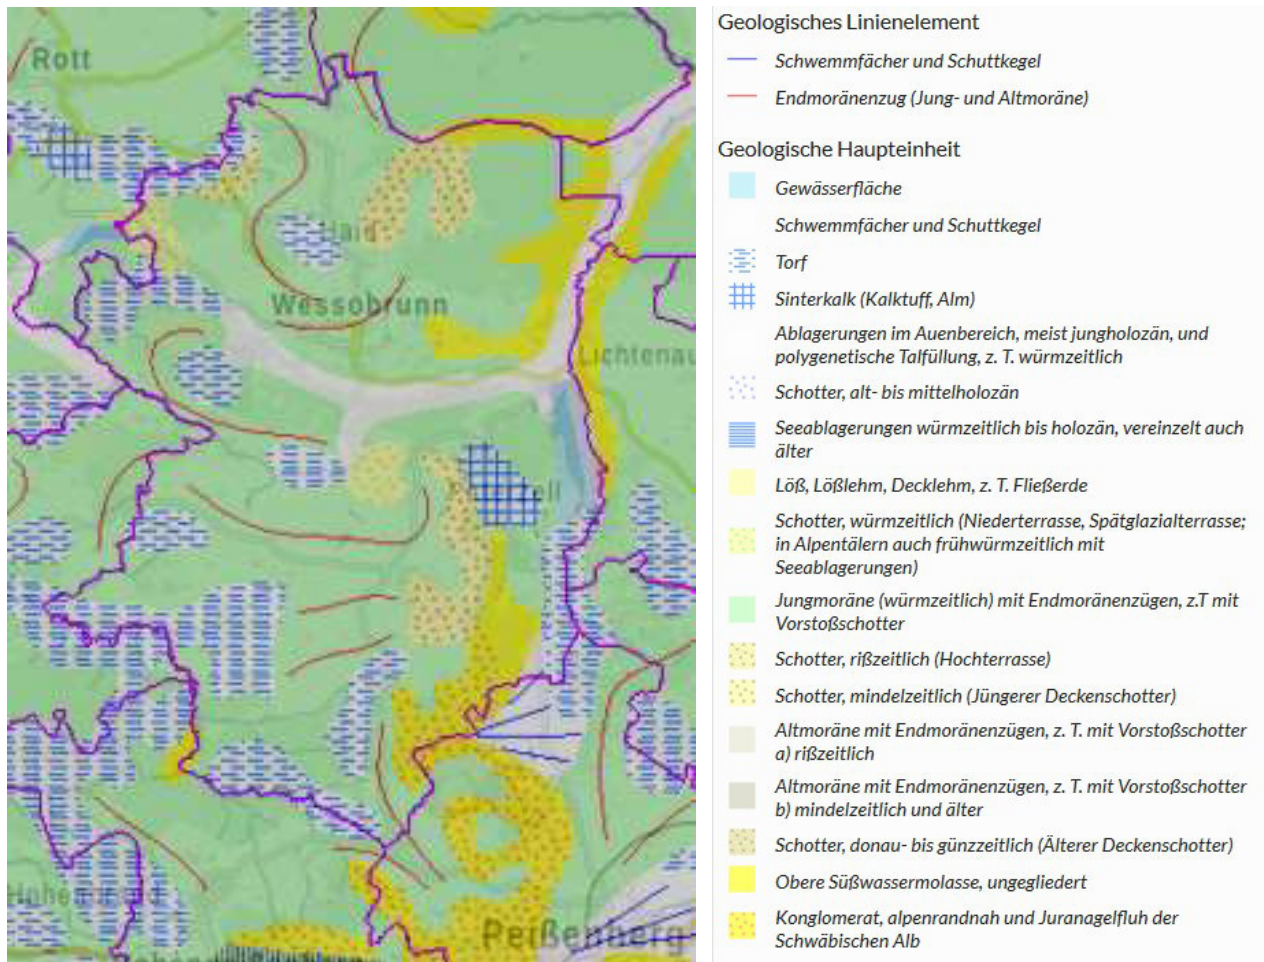 Rott
Haid
Wessobrunn
Lichtenau
Peißenberg
Geologisches Linienelement
Schwemmfächer und Schuttkegel
Endmoränenzug (Jung- und Altmoräne)
Geologische Haupteinheit
Gewässerfläche
Schwemmfächer und Schuttkegel
Torf
Sinterkalk (Kalktuff, Alm)
Ablagerungen im Auenbereich, meist jungholozän, und
polygenetische Talfüllung, z. T. würmzeitlich
Schotter, alt- bis mittelholozän
Seeablagerungen würmzeitlich bis holozän, vereinzelt auch
älter
Löß, Lößlehm, Decklehm, z. T. Fließerde
Schotter, würmzeitlich (Niederterrasse, Spätglazialterrasse;
in Alpentälern auch frühwürmzeitlich mit
Seeablagerungen)
Jungmoräne (würmzeitlich) mit Endmoränenzügen, z.T mit
Vorstoßschotter
Schotter, rißzeitlich (Hochterrasse)
Schotter, mindelzeitlich (Jüngerer Deckenschotter)
Altmoräne mit Endmoränenzügen, z. T. mit Vorstoßschotter
a) rißzeitlich
Altmoräne mit Endmoränenzügen, z. T. mit Vorstoßschotter
b) mindelzeitlich und älter
Schotter, donau- bis günzzeitlich (Älterer Deckenschotter)
Obere Süßwassermolasse, ungegliedert
Konglomerat, alpenrandnah und Juranagelfluh der
Schwäbischen Alb